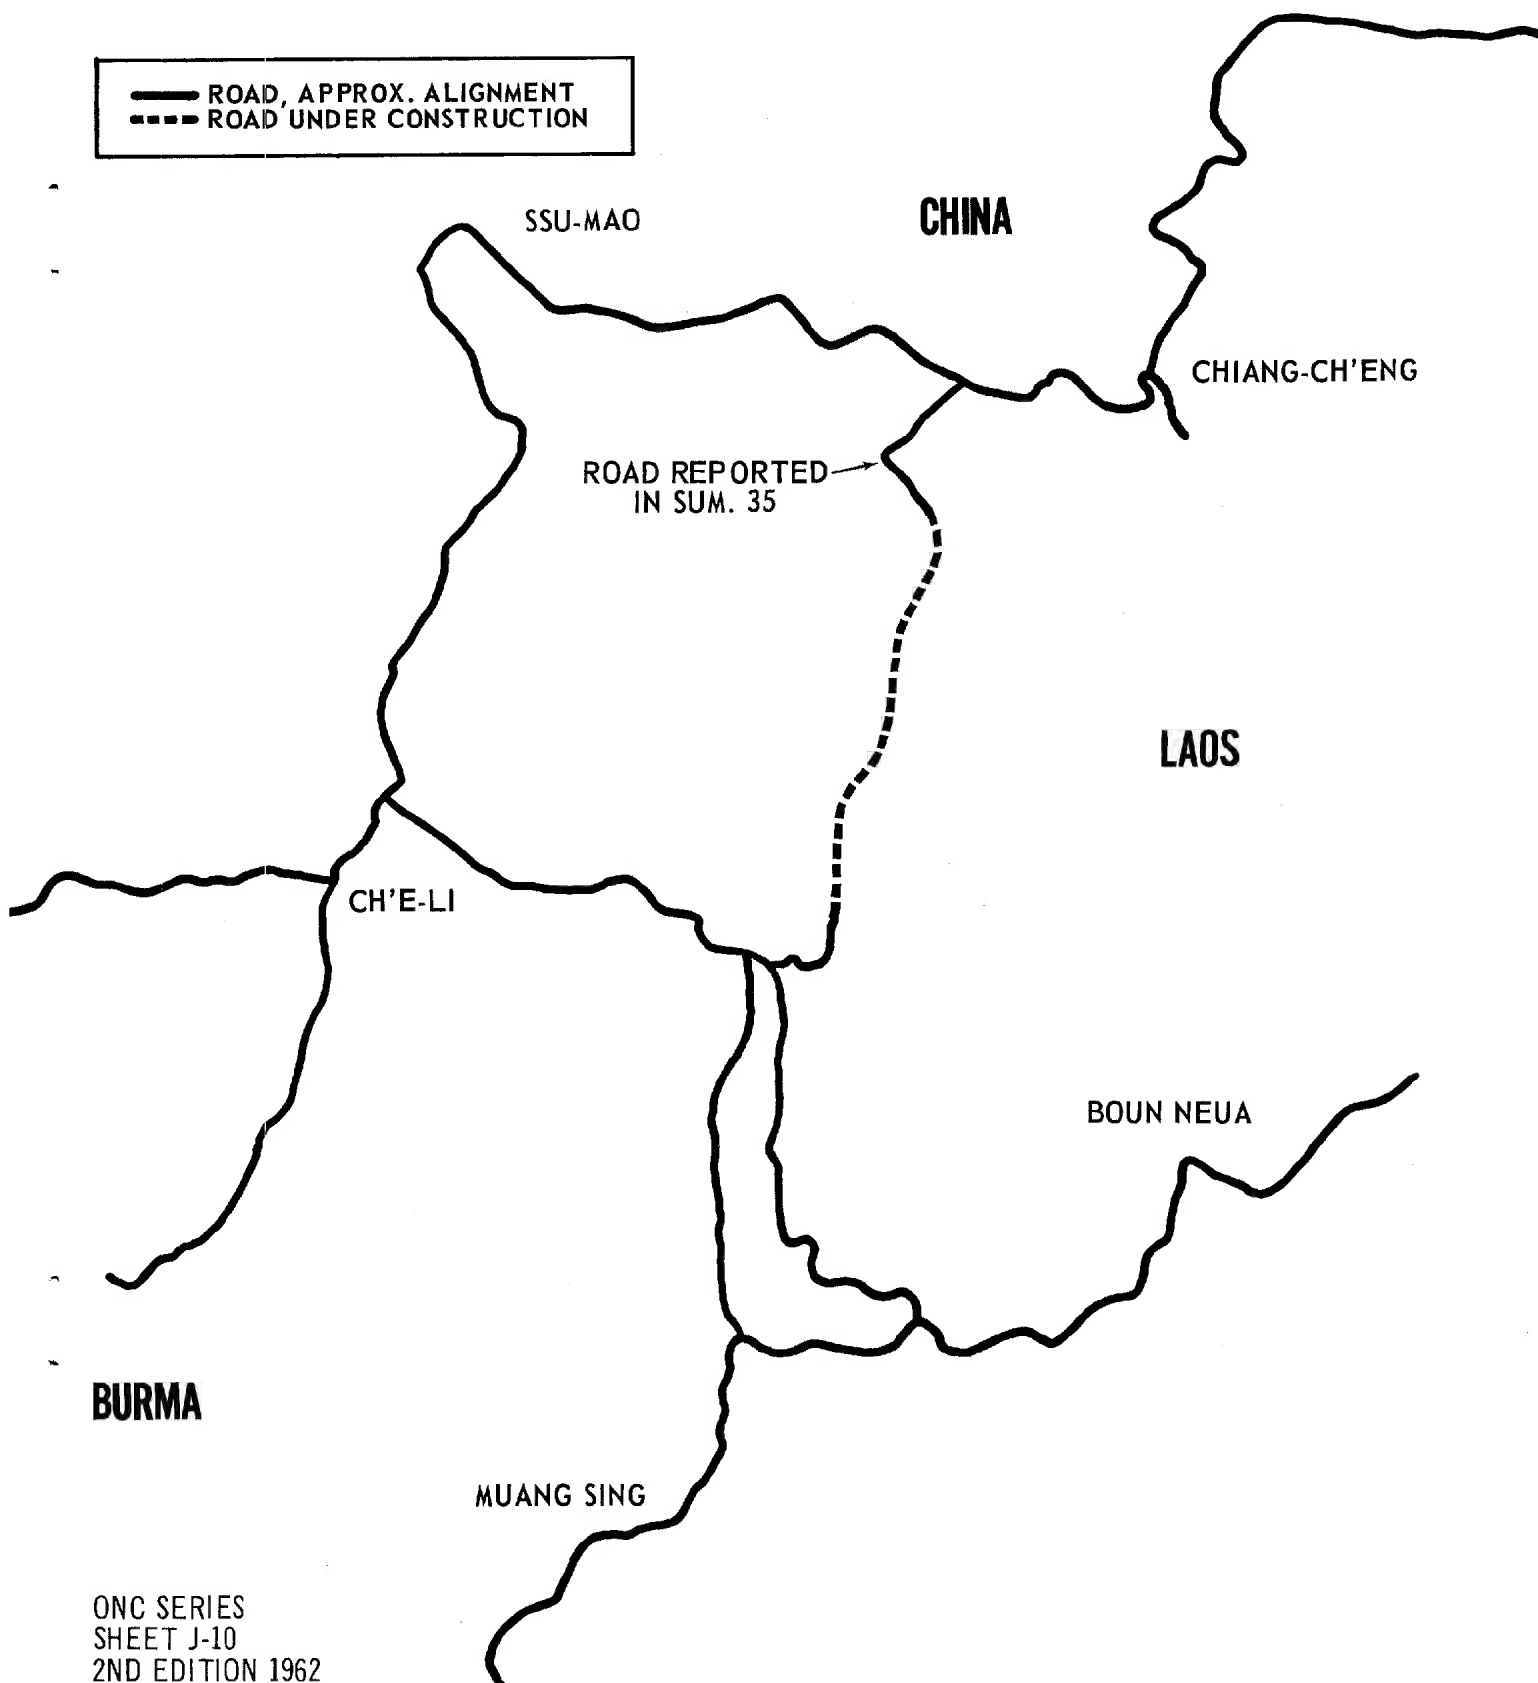 ROAD, APPROX. ALIGNMENT
ROAD UNDER CONSTRUCTION
SSU-MAO
CHINA
CHIANG-CH'ENG
ROAD REPORTED
IN SUM. 35
LAOS
CH'E-LI
BOUN NEUA
BURMA
MUANG SING
ONC SERIES
SHEET J-10
2ND EDITION 1962